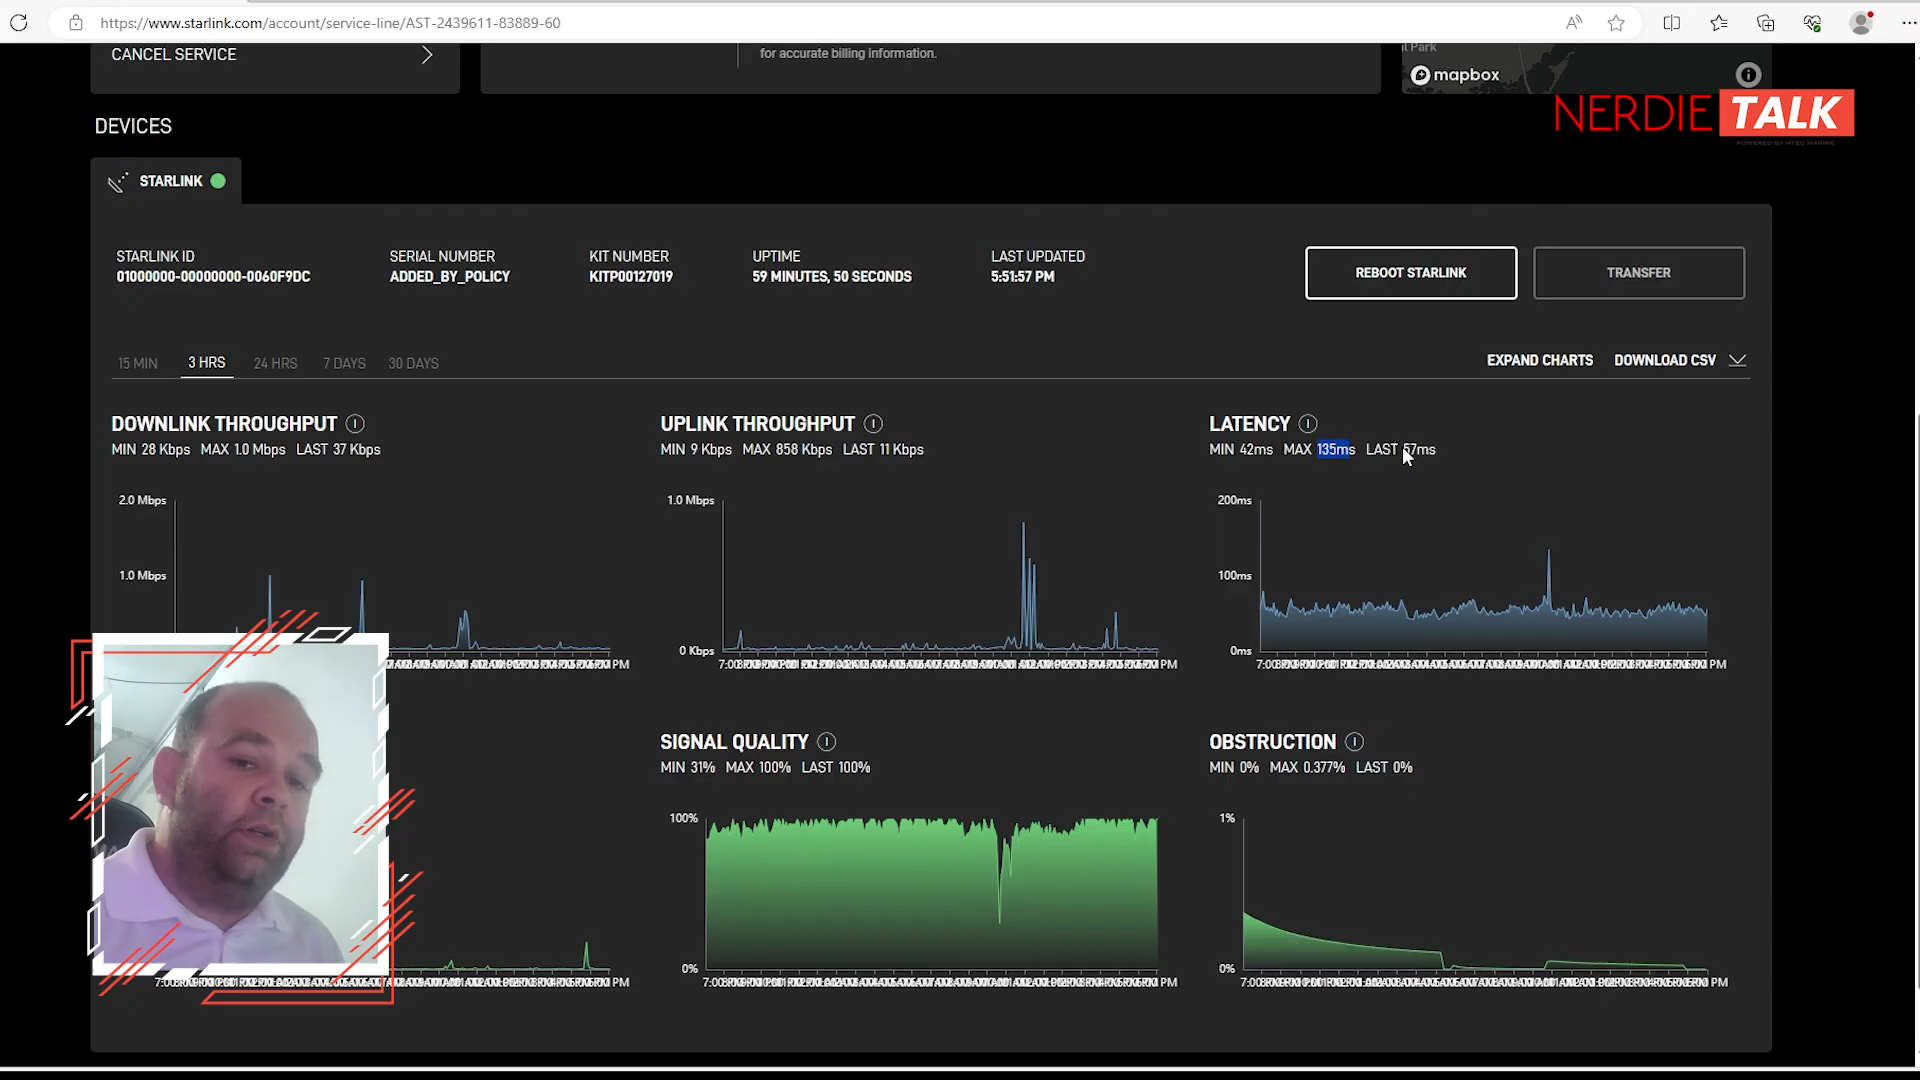 https://www.starlink.com/account/service-line/AST-2439611-83889-60
CANCEL SERVICE
for accurate billing information.
l Park
mapbox
NERDIE TALK
POWERED BY NTEC MARINE
DEVICES
STARLINK
STARLINK ID
01000000-00000000-0060F9DC
SERIAL NUMBER
ADDED_BY_POLICY
KIT NUMBER
KITP00127019
UPTIME
59 MINUTES, 50 SECONDS
LAST UPDATED
5:51:57 PM
REBOOT STARLINK
TRANSFER
15 MIN 3 HRS 24 HRS 7 DAYS 30 DAYS
EXPAND CHARTS DOWNLOAD CSV
DOWNLINK THROUGHPUT
MIN 28 Kbps MAX 1.0 Mbps LAST 37 Kbps
2.0 Mbps
1.0 Mbps
UPLINK THROUGHPUT
MIN 9 Kbps MAX 858 Kbps LAST 11 Kbps
1.0 Mbps
0 Kbps
LATENCY
MIN 42ms MAX 135ms LAST 57ms
200ms
100ms
0ms
SIGNAL QUALITY
MIN 31% MAX 100% LAST 100%
100%
0%
OBSTRUCTION
MIN 0% MAX 0.377% LAST 0%
1%
0%